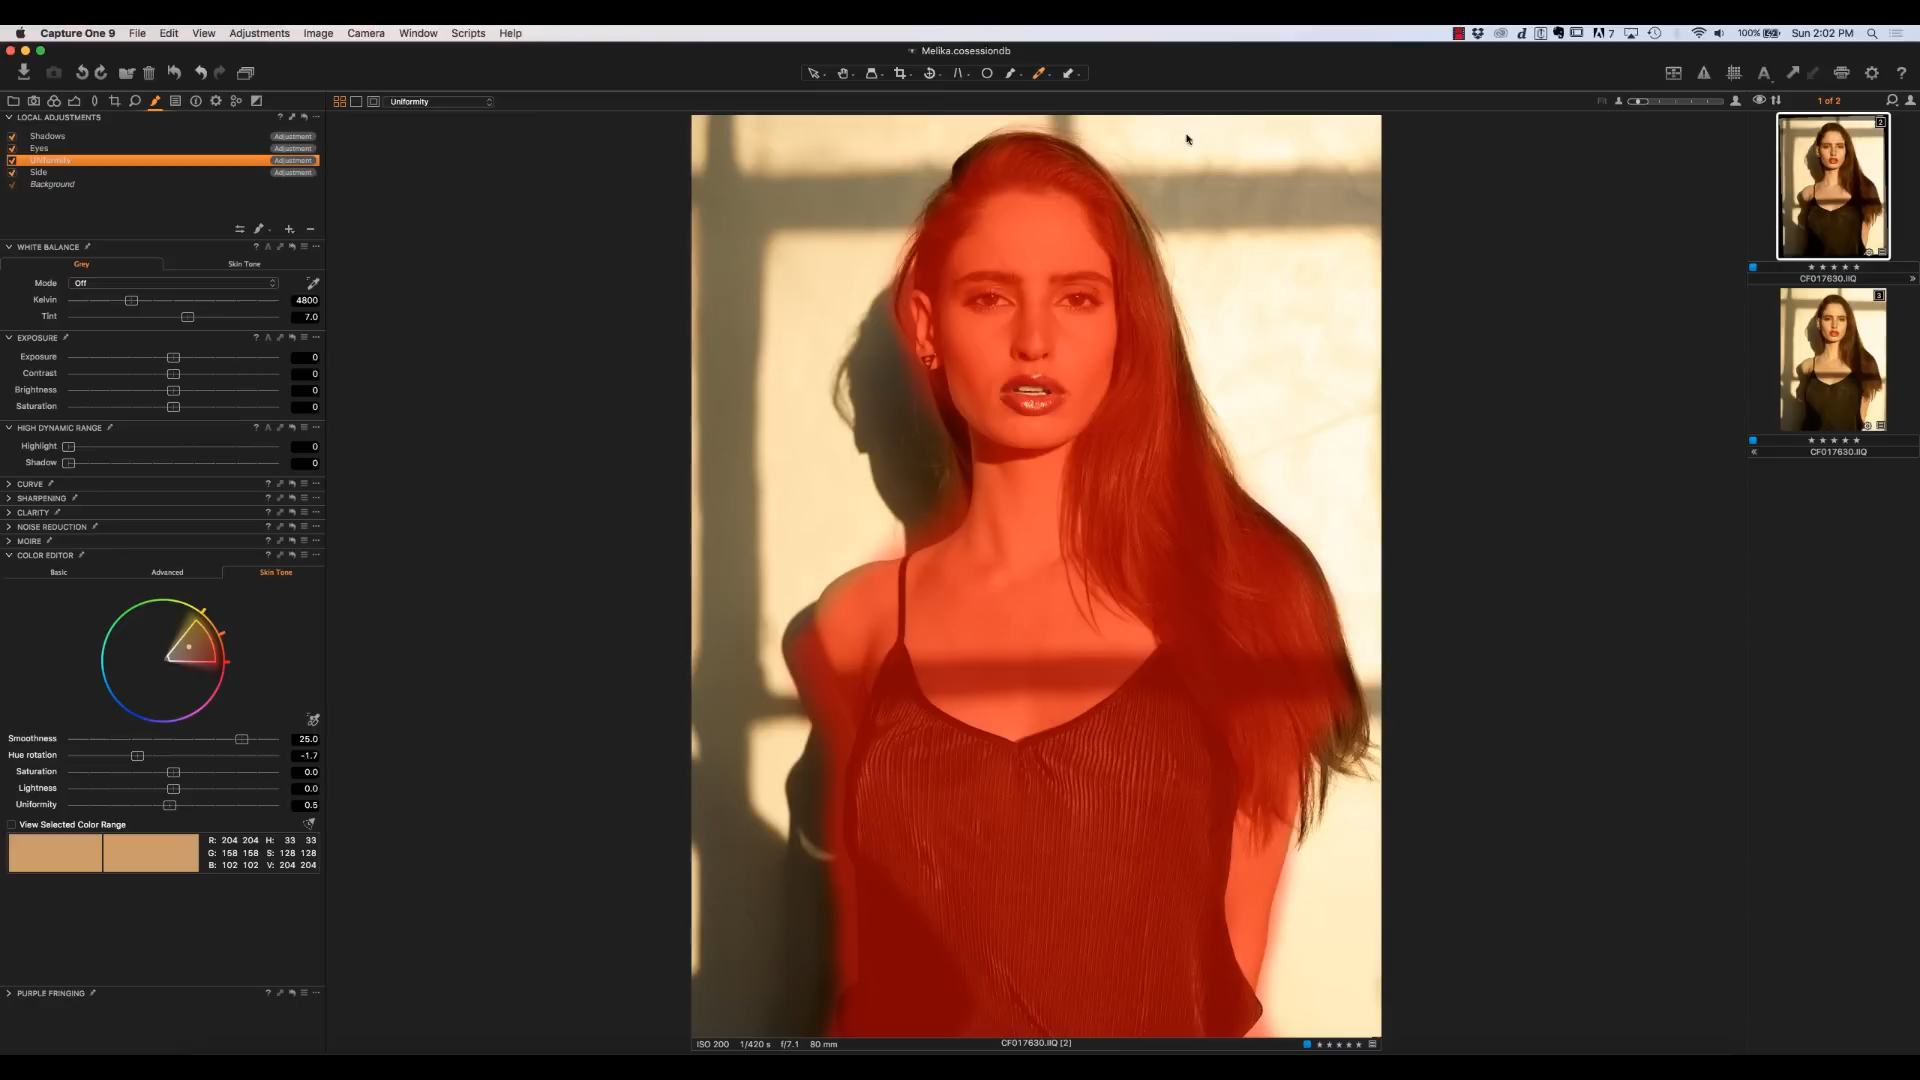 Capture One 9 File Edit View Adjustments Image Camera Window Scripts Help
7 100% Sun 2:02 PM
Melika.cosessiondb
Uniformity
Fit
1 of 2
LOCAL ADJUSTMENTS
Shadows Adjustment
Eyes Adjustment
UNiformity Adjustment
Side Adjustment
Background
WHITE BALANCE
Grey Skin Tone
Mode Off
Kelvin 4800
Tint 7.0
EXPOSURE
Exposure 0
Contrast 0
Brightness 0
Saturation 0
HIGH DYNAMIC RANGE
Highlight 0
Shadow 0
CURVE
SHARPENING
CLARITY
NOISE REDUCTION
MOIRE
COLOR EDITOR
Basic Advanced Skin Tone
Smoothness 25.0
Hue rotation -1.7
Saturation 0.0
Lightness 0.0
Uniformity 0.5
View Selected Color Range
R: 204 204 H: 33 33
G: 158 158 S: 128 128
B: 102 102 V: 204 204
PURPLE FRINGING
ISO 200 1/420 s f/7.1 80 mm
CF017630.IIQ [2]
2
CF017630.IIQ
3
CF017630.IIQ